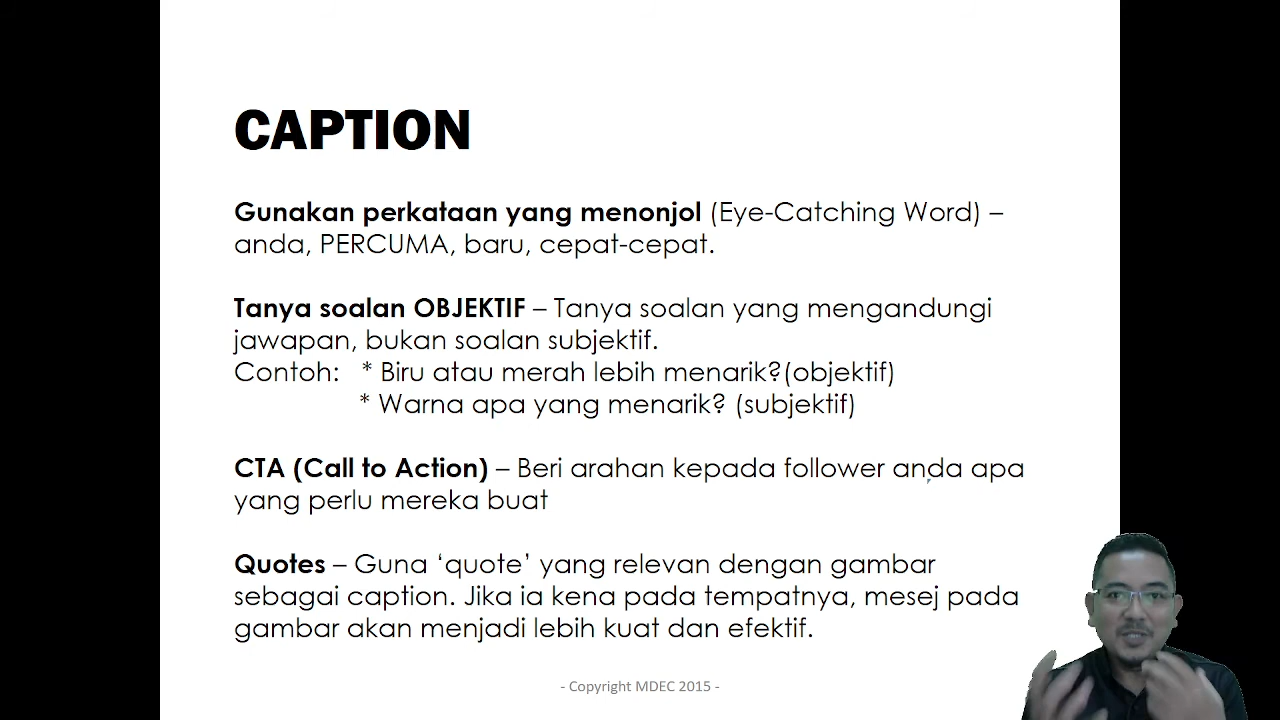 CAPTION
Gunakan perkataan yang menonjol (Eye-Catching Word) –
anda, PERCUMA, baru, cepat-cepat.
Tanya soalan OBJEKTIF – Tanya soalan yang mengandungi
jawapan, bukan soalan subjektif.
Contoh: * Biru atau merah lebih menarik?(objektif)
* Warna apa yang menarik? (subjektif)
CTA (Call to Action) – Beri arahan kepada follower anda apa
yang perlu mereka buat
Quotes – Guna ‘quote’ yang relevan dengan gambar
sebagai caption. Jika ia kena pada tempatnya, mesej pada
gambar akan menjadi lebih kuat dan efektif.
- Copyright MDEC 2015 -